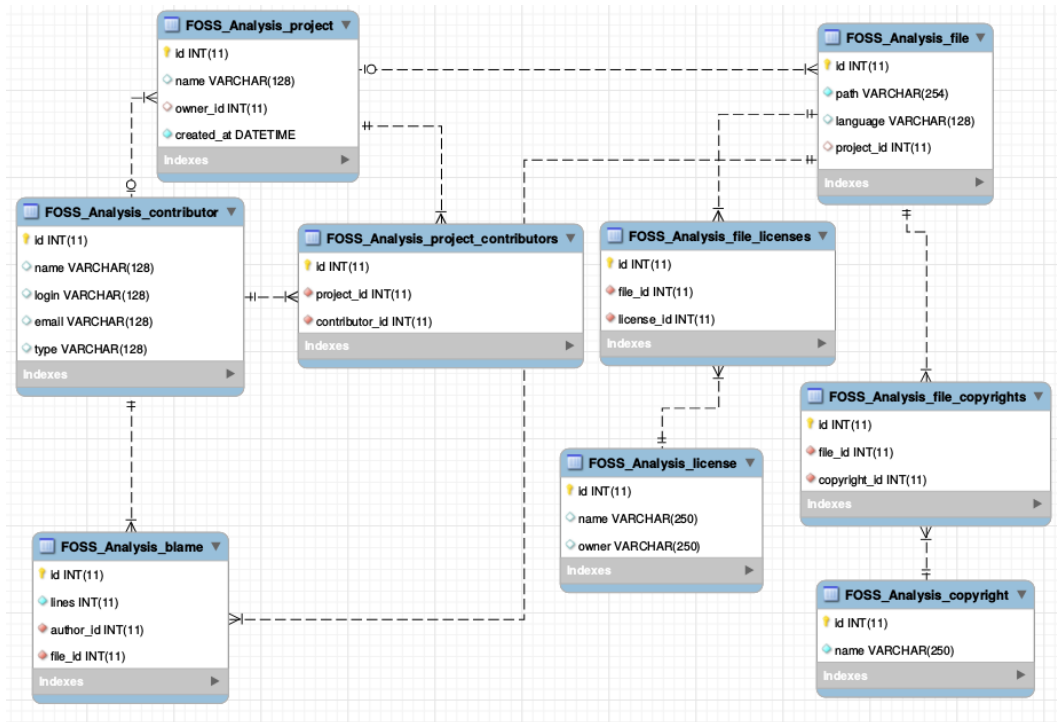 FOSS_Analysis_project
id INT(11)
name VARCHAR(128)
owner_id INT(11)
created_at DATETIME
Indexes
FOSS_Analysis_file
id INT(11)
path VARCHAR(254)
language VARCHAR(128)
project_id INT(11)
Indexes
FOSS_Analysis_contributor
id INT(11)
name VARCHAR(128)
login VARCHAR(128)
email VARCHAR(128)
type VARCHAR(128)
Indexes
FOSS_Analysis_project_contributors
id INT(11)
project_id INT(11)
contributor_id INT(11)
Indexes
FOSS_Analysis_file_licenses
id INT(11)
file_id INT(11)
license_id INT(11)
Indexes
FOSS_Analysis_file_copyrights
id INT(11)
file_id INT(11)
copyright_id INT(11)
Indexes
FOSS_Analysis_license
id INT(11)
name VARCHAR(250)
owner VARCHAR(250)
Indexes
FOSS_Analysis_blame
id INT(11)
lines INT(11)
author_id INT(11)
file_id INT(11)
Indexes
FOSS_Analysis_copyright
id INT(11)
name VARCHAR(250)
Indexes